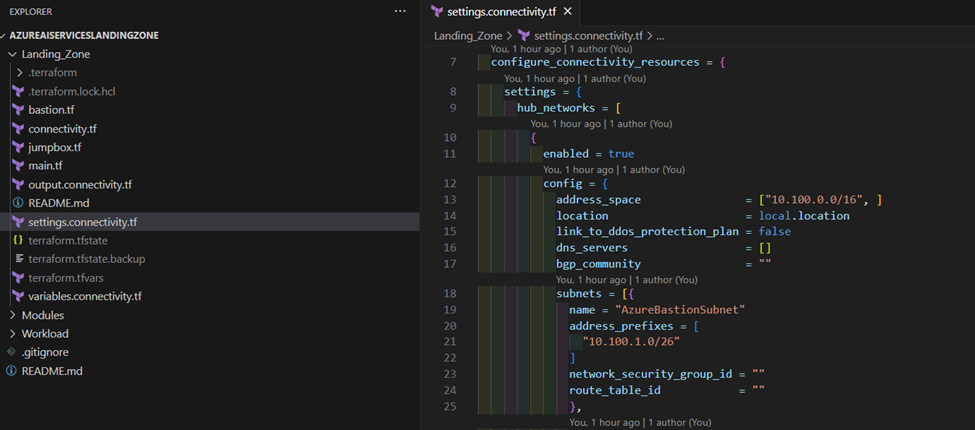 EXPLORER
···
AZUREAISERVICESLANDINGZONE
Landing_Zone
.terraform
.terraform.lock.hcl
bastion.tf
connectivity.tf
jumpbox.tf
main.tf
output.connectivity.tf
README.md
settings.connectivity.tf
terraform.tfstate
terraform.tfstate.backup
terraform.tfvars
variables.connectivity.tf
Modules
Workload
.gitignore
README.md
settings.connectivity.tf ×
Landing_Zone > settings.connectivity.tf > ...
You, 1 hour ago | 1 author (You)
7 configure_connectivity_resources = {
You, 1 hour ago | 1 author (You)
8 settings = {
9 hub_networks = [
You, 1 hour ago | 1 author (You)
10 {
11 enabled = true
You, 1 hour ago | 1 author (You)
12 config = {
13 address_space = ["10.100.0.0/16", ]
14 location = local.location
15 link_to_ddos_protection_plan = false
16 dns_servers = []
17 bgp_community = ""
You, 1 hour ago | 1 author (You)
18 subnets = [{
19 name = "AzureBastionSubnet"
20 address_prefixes = [
21 "10.100.1.0/26"
22 ]
23 network_security_group_id = ""
24 route_table_id = ""
25 },
You, 1 hour ago | 1 author (You)